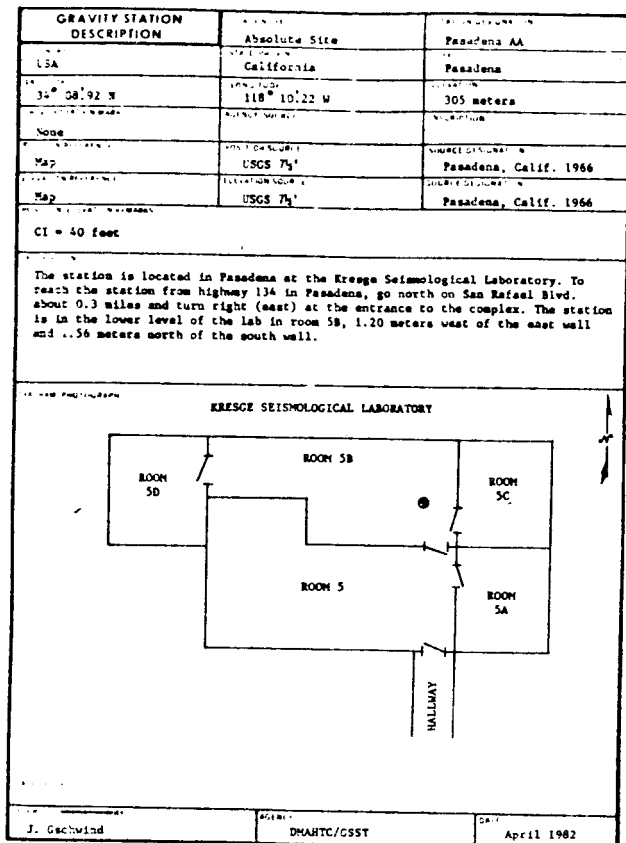 GRAVITY STATION
DESCRIPTION
Absolute Site
Pasadena AA
USA
California
Pasadena
34° 08.92 N
118° 10.22 W
305 meters
None
Map
USGS 7½'
Pasadena, Calif. 1966
Map
USGS 7½'
Pasadena, Calif. 1966
CI = 40 feet
The station is located in Pasadena at the Kresge Seismological Laboratory. To
reach the station from highway 134 in Pasadena, go north on San Rafael Blvd.
about 0.3 miles and turn right (east) at the entrance to the complex. The station
is in the lower level of the lab in room 5B, 1.20 meters west of the east wall
and .56 meters north of the south wall.
KRESGE SEISMOLOGICAL LABORATORY
N
ROOM 5B
ROOM
5D
ROOM
5C
ROOM 5
ROOM
5A
HALLWAY
AGENCY
DATE
J. Gschwind
DMAHTC/GSST
April 1982